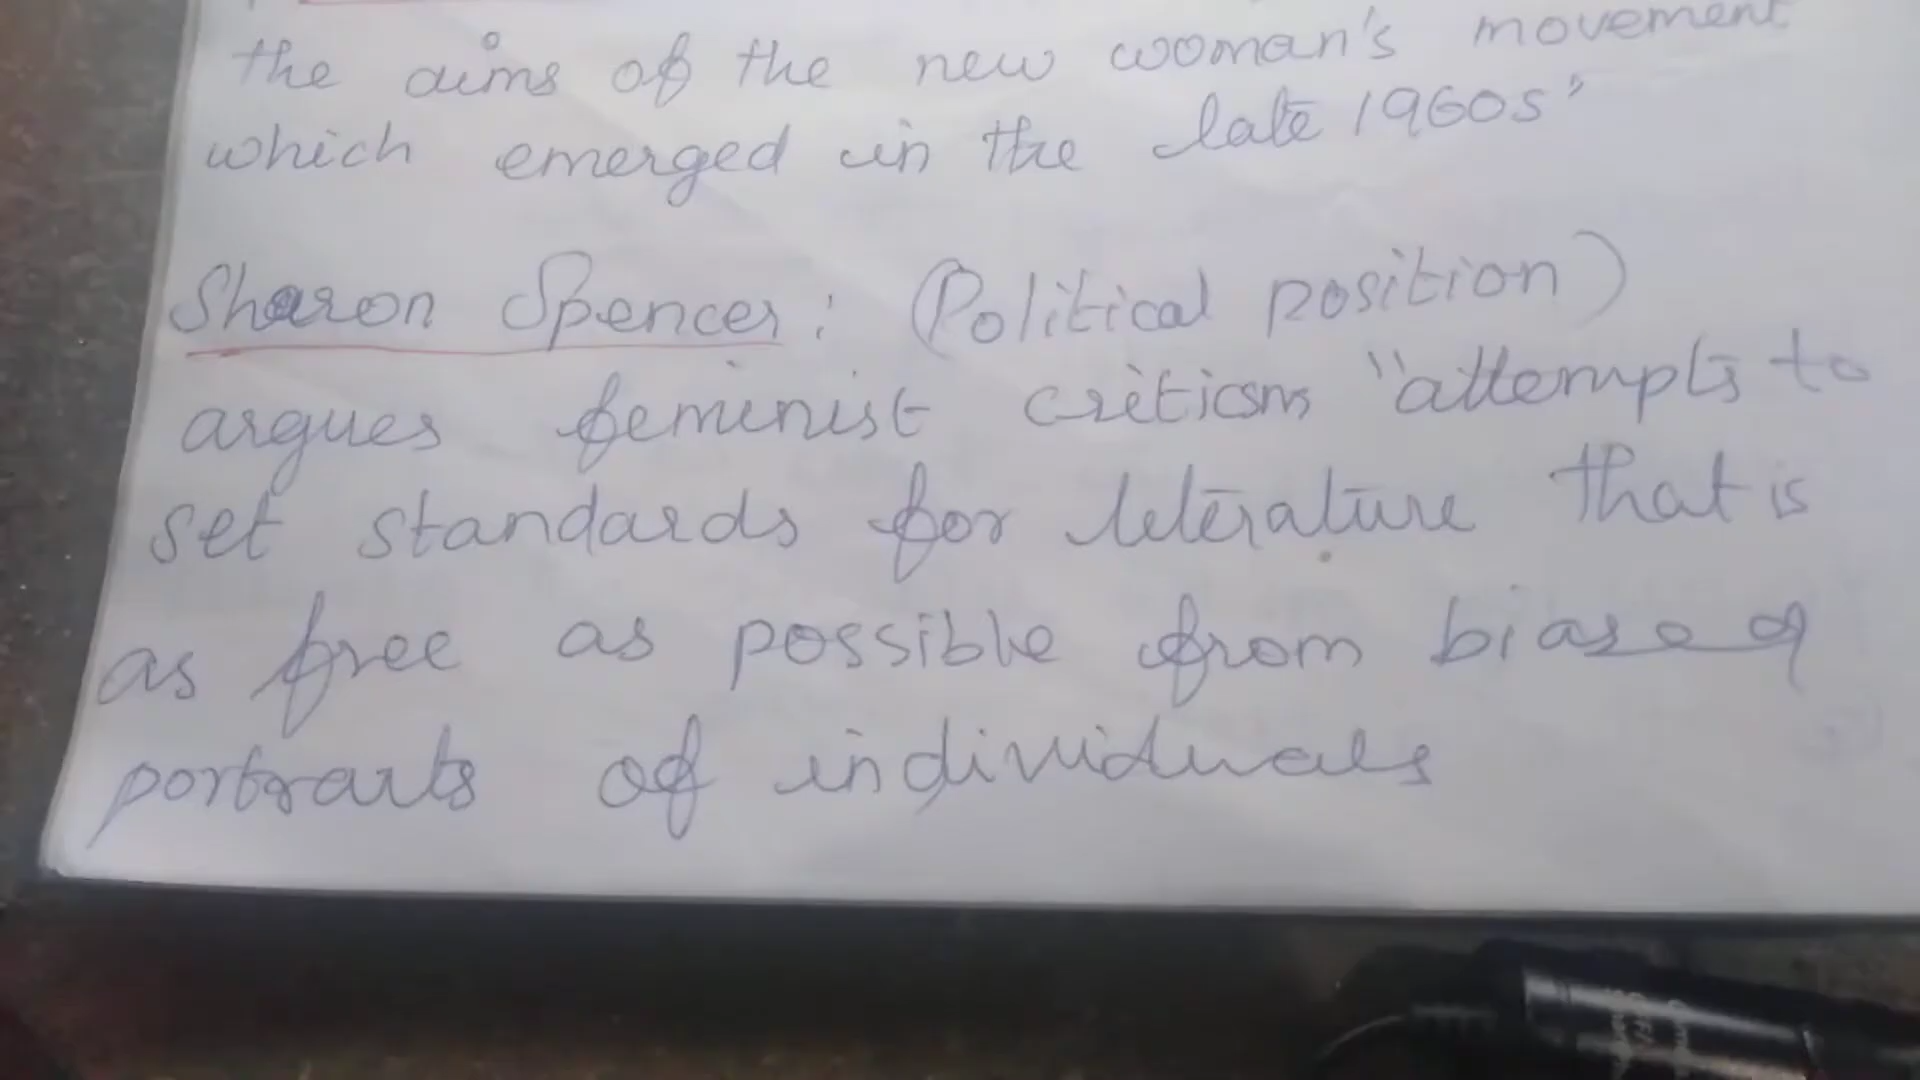 the aims of the new woman's movement
which emerged in the late 1960s"
Sharon Spencer: (Political position)
argues feminist criticism "attempts to
set standards for literature that is
as free as possible from biased
portraits of individuals